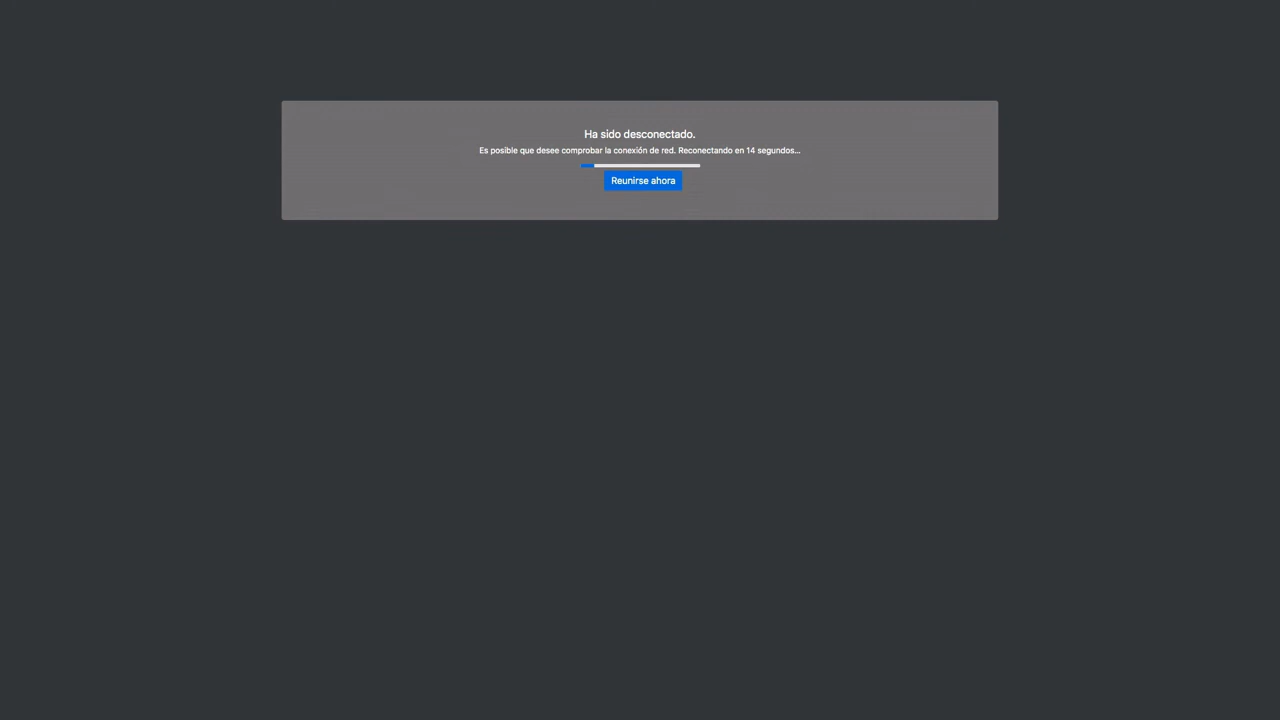 Ha sido desconectado.
Es posible que desee comprobar la conexión de red. Reconectando en 14 segundos...
Reunirse ahora